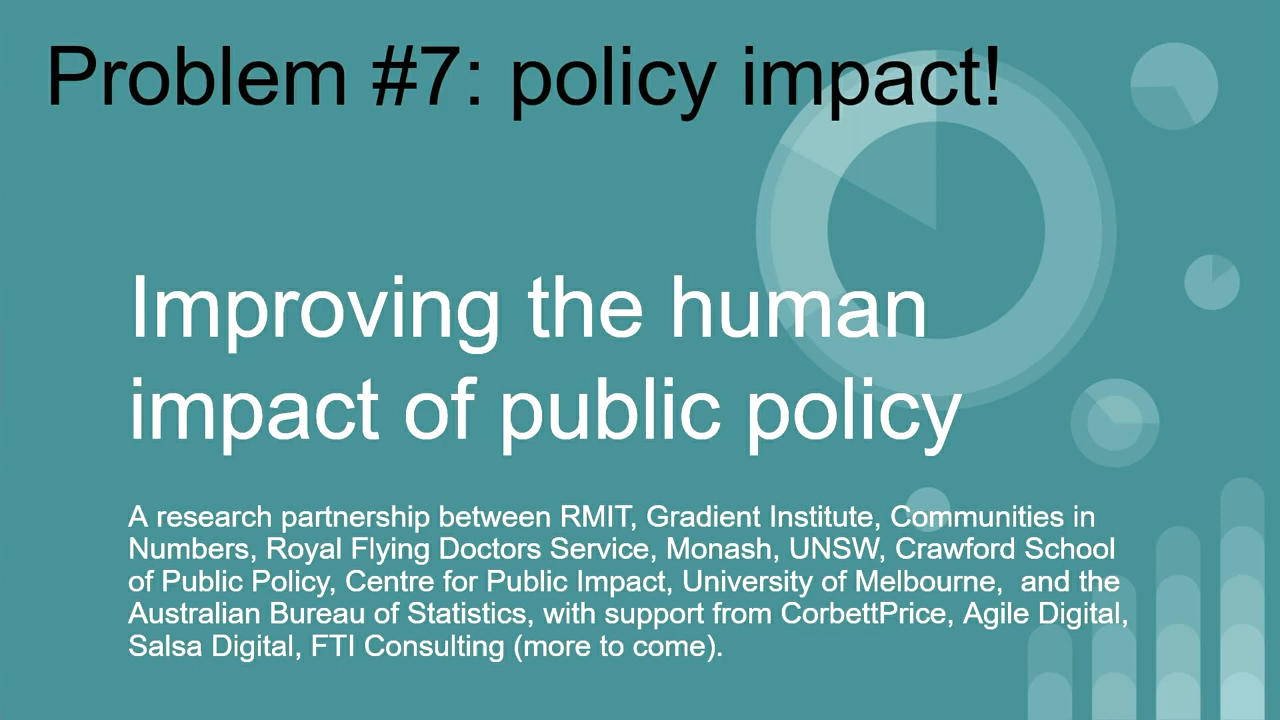 Problem #7: policy impact!
Improving the human
impact of public policy
A research partnership between RMIT, Gradient Institute, Communities in
Numbers, Royal Flying Doctors Service, Monash, UNSW, Crawford School
of Public Policy, Centre for Public Impact, University of Melbourne,  and the
Australian Bureau of Statistics, with support from CorbettPrice, Agile Digital,
Salsa Digital, FTI Consulting (more to come).